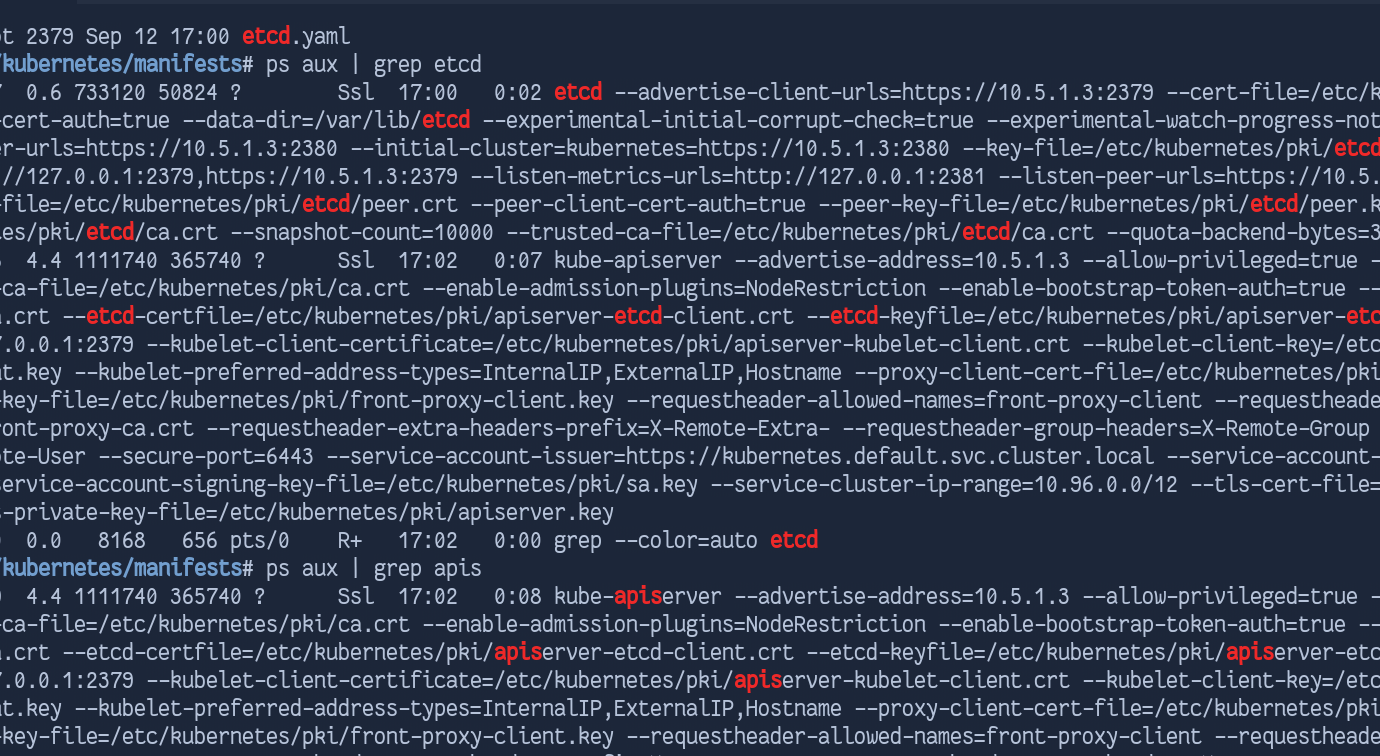 2379 Sep 12 17:00 etcd.yaml
/kubernetes/manifests# ps aux | grep etcd
0.6 733120 50824 ? Ssl 17:00 0:02 etcd --advertise-client-urls=https://10.5.1.3:2379 --cert-file=/etc/k
-cert-auth=true --data-dir=/var/lib/etcd --experimental-initial-corrupt-check=true --experimental-watch-progress-not
er-urls=https://10.5.1.3:2380 --initial-cluster=kubernetes=https://10.5.1.3:2380 --key-file=/etc/kubernetes/pki/etcd
//127.0.0.1:2379,https://10.5.1.3:2379 --listen-metrics-urls=http://127.0.0.1:2381 --listen-peer-urls=https://10.5.
-file=/etc/kubernetes/pki/etcd/peer.crt --peer-client-cert-auth=true --peer-key-file=/etc/kubernetes/pki/etcd/peer.k
es/pki/etcd/ca.crt --snapshot-count=10000 --trusted-ca-file=/etc/kubernetes/pki/etcd/ca.crt --quota-backend-bytes=3
4.4 1111740 365740 ? Ssl 17:02 0:07 kube-apiserver --advertise-address=10.5.1.3 --allow-privileged=true -
-ca-file=/etc/kubernetes/pki/ca.crt --enable-admission-plugins=NodeRestriction --enable-bootstrap-token-auth=true --
.crt --etcd-certfile=/etc/kubernetes/pki/apiserver-etcd-client.crt --etcd-keyfile=/etc/kubernetes/pki/apiserver-etc
7.0.0.1:2379 --kubelet-client-certificate=/etc/kubernetes/pki/apiserver-kubelet-client.crt --kubelet-client-key=/etc
nt.key --kubelet-preferred-address-types=InternalIP,ExternalIP,Hostname --proxy-client-cert-file=/etc/kubernetes/pki
-key-file=/etc/kubernetes/pki/front-proxy-client.key --requestheader-allowed-names=front-proxy-client --requestheade
ront-proxy-ca.crt --requestheader-extra-headers-prefix=X-Remote-Extra- --requestheader-group-headers=X-Remote-Group
ote-User --secure-port=6443 --service-account-issuer=https://kubernetes.default.svc.cluster.local --service-account-
service-account-signing-key-file=/etc/kubernetes/pki/sa.key --service-cluster-ip-range=10.96.0.0/12 --tls-cert-file=
s-private-key-file=/etc/kubernetes/pki/apiserver.key
0.0 8168 656 pts/0 R+ 17:02 0:00 grep --color=auto etcd
/kubernetes/manifests# ps aux | grep apis
4.4 1111740 365740 ? Ssl 17:02 0:08 kube-apiserver --advertise-address=10.5.1.3 --allow-privileged=true -
-ca-file=/etc/kubernetes/pki/ca.crt --enable-admission-plugins=NodeRestriction --enable-bootstrap-token-auth=true --
.crt --etcd-certfile=/etc/kubernetes/pki/apiserver-etcd-client.crt --etcd-keyfile=/etc/kubernetes/pki/apiserver-etc
7.0.0.1:2379 --kubelet-client-certificate=/etc/kubernetes/pki/apiserver-kubelet-client.crt --kubelet-client-key=/etc
nt.key --kubelet-preferred-address-types=InternalIP,ExternalIP,Hostname --proxy-client-cert-file=/etc/kubernetes/pki
-key-file=/etc/kubernetes/pki/front-proxy-client.key --requestheader-allowed-names=front-proxy-client --requestheade